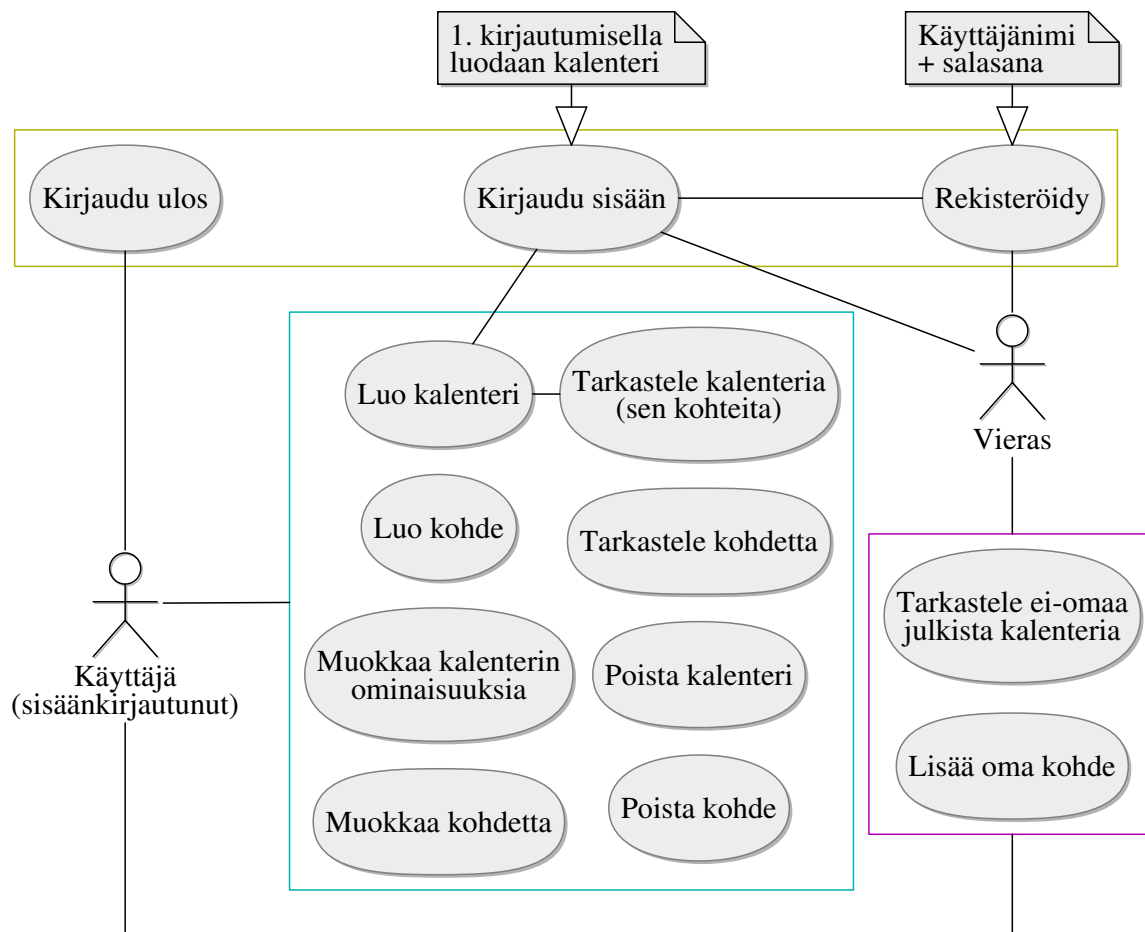 1. kirjautumisella
luodaan kalenteri
Käyttäjänimi
+ salasana
Kirjaudu ulos
Kirjaudu sisään
Rekisteröidy
Luo kalenteri
Tarkastele kalenteria
(sen kohteita)
Vieras
Luo kohde
Tarkastele kohdetta
Käyttäjä
(sisäänkirjautunut)
Muokkaa kalenterin
ominaisuuksia
Poista kalenteri
Tarkastele ei-omaa
julkista kalenteria
Muokkaa kohdetta
Poista kohde
Lisää oma kohde